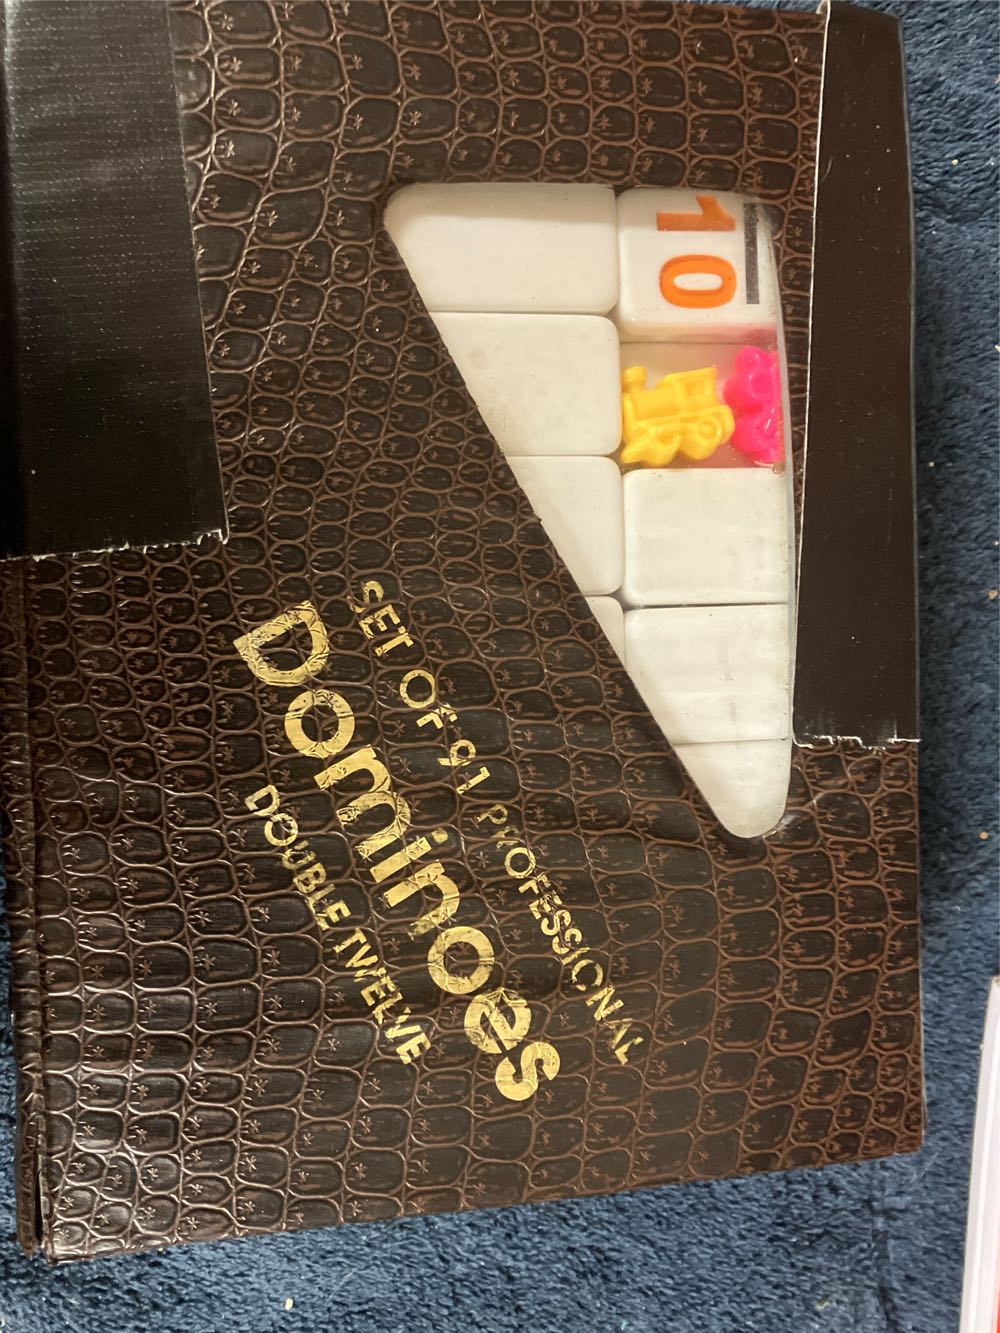 SET OF 91 PROFESSIONAL
Dominoes
DOUBLE TWELVE
10